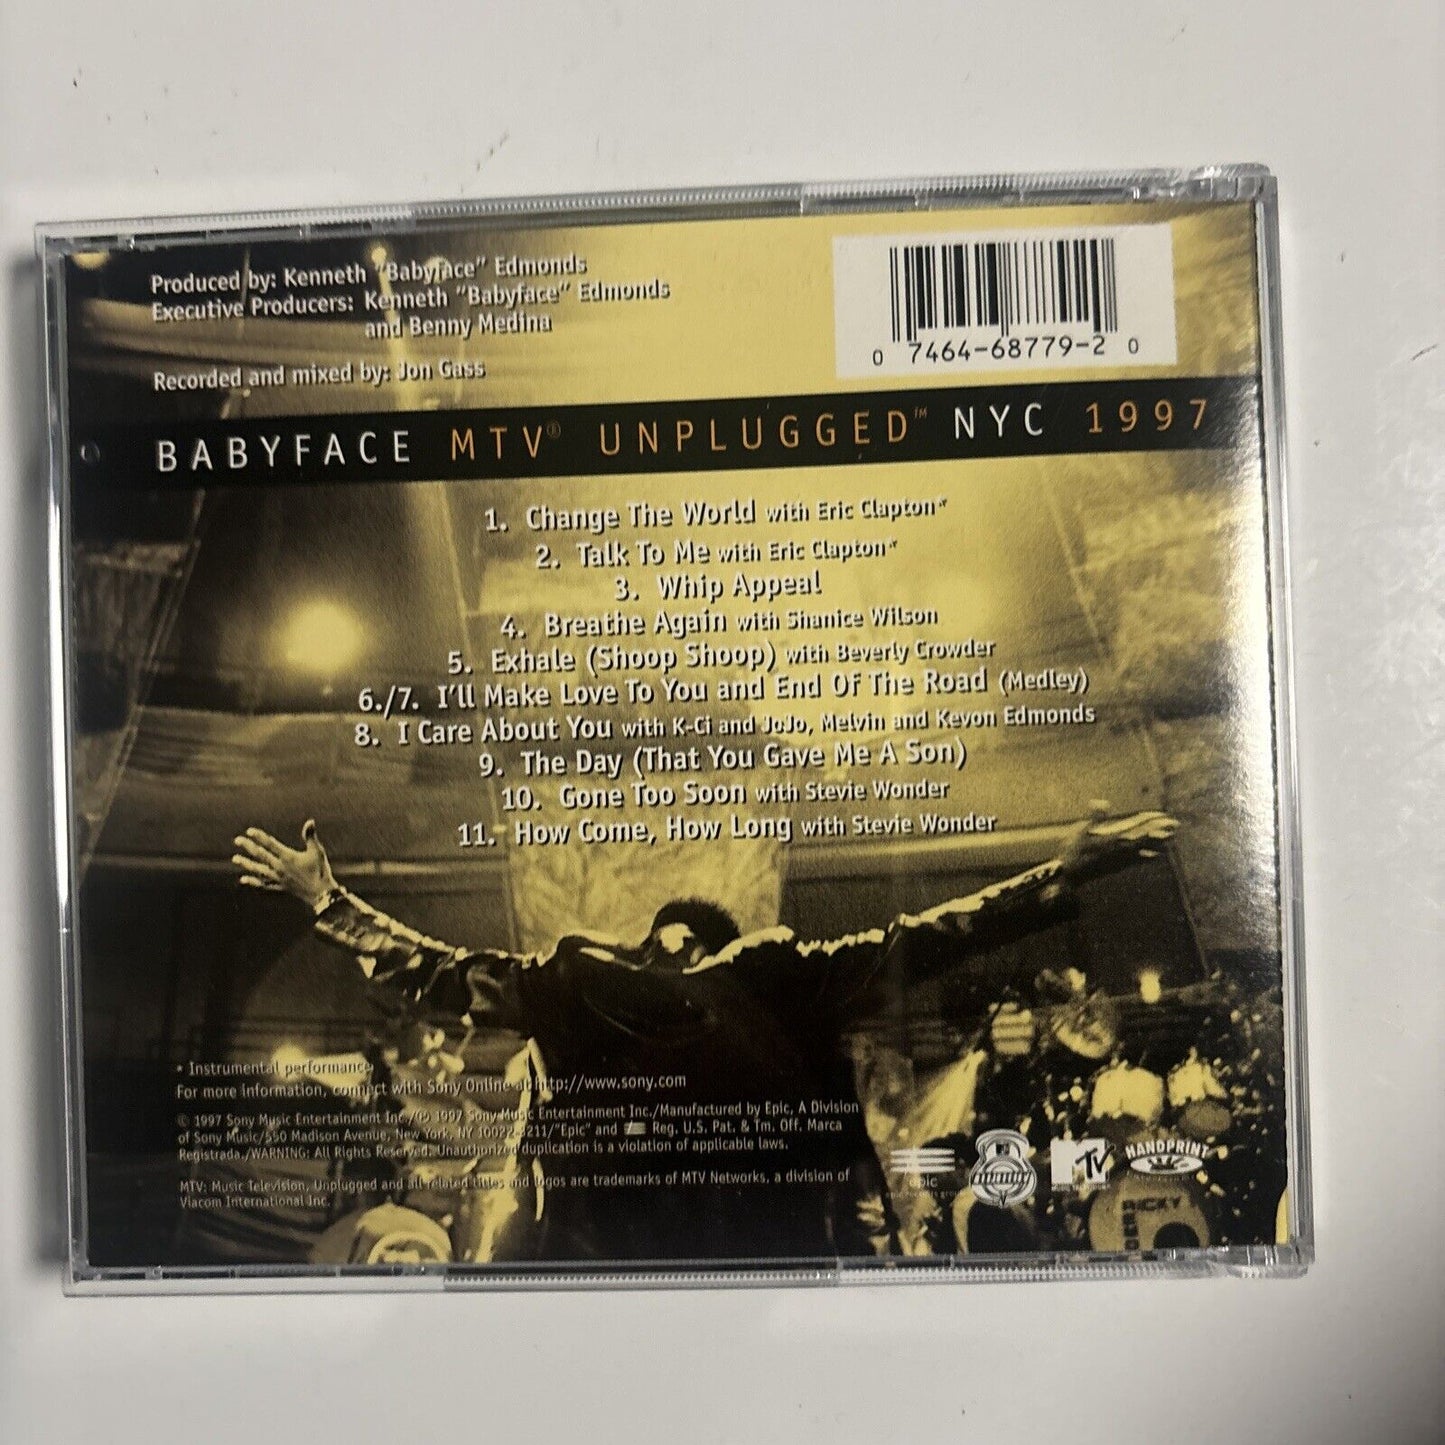 Produced by: Kenneth "Babyface" Edmonds
Executive Producers: Kenneth "Babyface" Edmonds
and Benny Medina
Recorded and mixed by: Jon Gass
0 7464-68779-2 0
BABYFACE MTV® UNPLUGGED™ NYC 1997
1. Change The World with Eric Clapton*
2. Talk To Me with Eric Clapton*
3. Whip Appeal
4. Breathe Again with Shanice Wilson
5. Exhale (Shoop Shoop) with Beverly Crowder
6./7. I'll Make Love To You and End Of The Road (Medley)
8. I Care About You with K-Ci and JoJo, Melvin and Kevon Edmonds
9. The Day (That You Gave Me A Son)
10. Gone Too Soon with Stevie Wonder
11. How Come, How Long with Stevie Wonder
* Instrumental performance
For more information, connect with Sony Online at http://www.sony.com
© 1997 Sony Music Entertainment Inc./℗ 1997 Sony Music Entertainment Inc./Manufactured by Epic, A Division
of Sony Music/550 Madison Avenue, New York, NY 10022-3211/"Epic" and Reg. U.S. Pat. & Tm. Off. Marca
Registrada./WARNING: All Rights Reserved. Unauthorized duplication is a violation of applicable laws.
MTV: Music Television, Unplugged and all related titles and logos are trademarks of MTV Networks, a division of
Viacom International Inc.
epic
MTV
HANDPRINT
RICKY